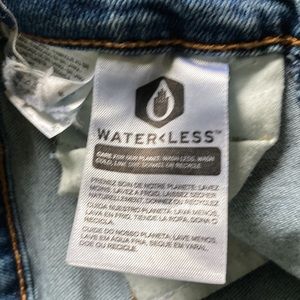 WATER<LESS™
CARE FOR OUR PLANET: WASH LESS, WASH
COLD, LINE DRY, DONATE OR RECYCLE
PRENEZ SOIN DE NOTRE PLANETE: LAVEZ
MOINS, LAVEZ A FROID, LAISSEZ SECHER
NATURELLEMENT, DONNEZ OU RECYCLEZ
CUIDA NUESTRO PLANETA: LAVA MENOS,
LAVA EN FRIO, TIENDE LA ROPA, DONA O
RECICLA
CUIDE DO NOSSO PLANETA: LAVE MENOS,
LAVE EM AGUA FRIA, SEQUE EM VARAL,
DOE OU RECICLE